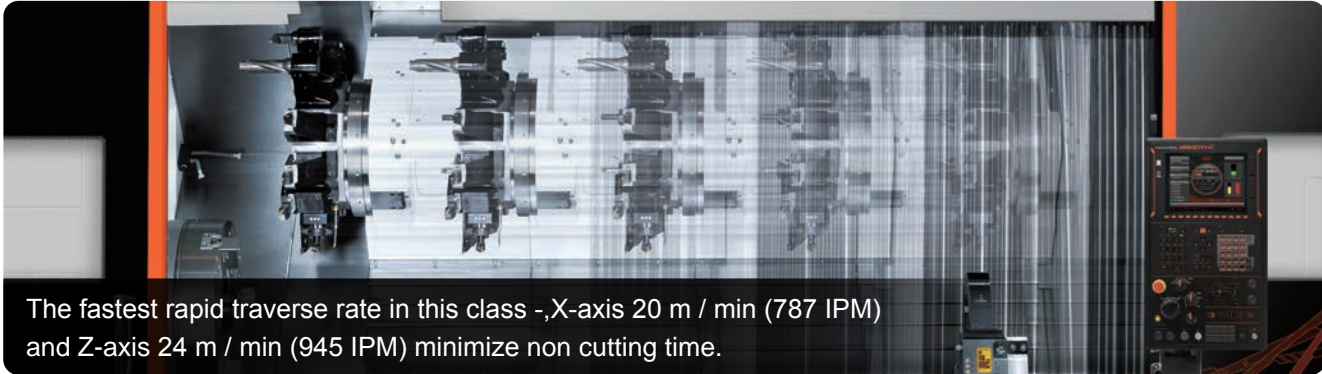 The fastest rapid traverse rate in this class -,X-axis 20 m / min (787 IPM)
and Z-axis 24 m / min (945 IPM) minimize non cutting time.